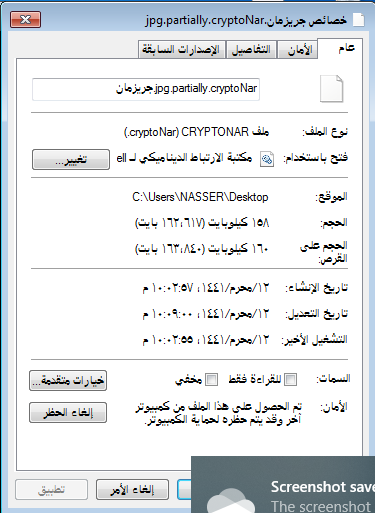 خصائص جريزمان.jpg.partially.cryptoNar
عام
الأمان
التفاصيل
الإصدارات السابقة
جريزمان.jpg.partially.cryptoNar
نوع الملف: ملف CRYPTONAR (.cryptoNar)
فتح باستخدام: مكتبة الارتباط الديناميكي لـ ell
تغيير...
الموقع: C:\Users\NASSER\Desktop
الحجم: ١٥٨ كيلوبايت (١٦٢،٦١٧ بايت)
الحجم على القرص: ١٦٠ كيلوبايت (١٦٣،٨٤٠ بايت)
تاريخ الإنشاء: ١٢/محرم/١٤٤١، ١٠:٠٢:٥٧ م
تاريخ التعديل: ١٢/محرم/١٤٤١، ١٠:٠٩:٠٠ م
التشغيل الأخير: ١٢/محرم/١٤٤١، ١٠:٠٢:٥٥ م
السمات: للقراءة فقط مخفي
خيارات متقدمة...
الأمان: تم الحصول على هذا الملف من كمبيوتر
آخر وقد يتم حظره لحماية الكمبيوتر.
إلغاء الحظر
إلغاء الأمر
تطبيق
Screenshot save
The screenshot